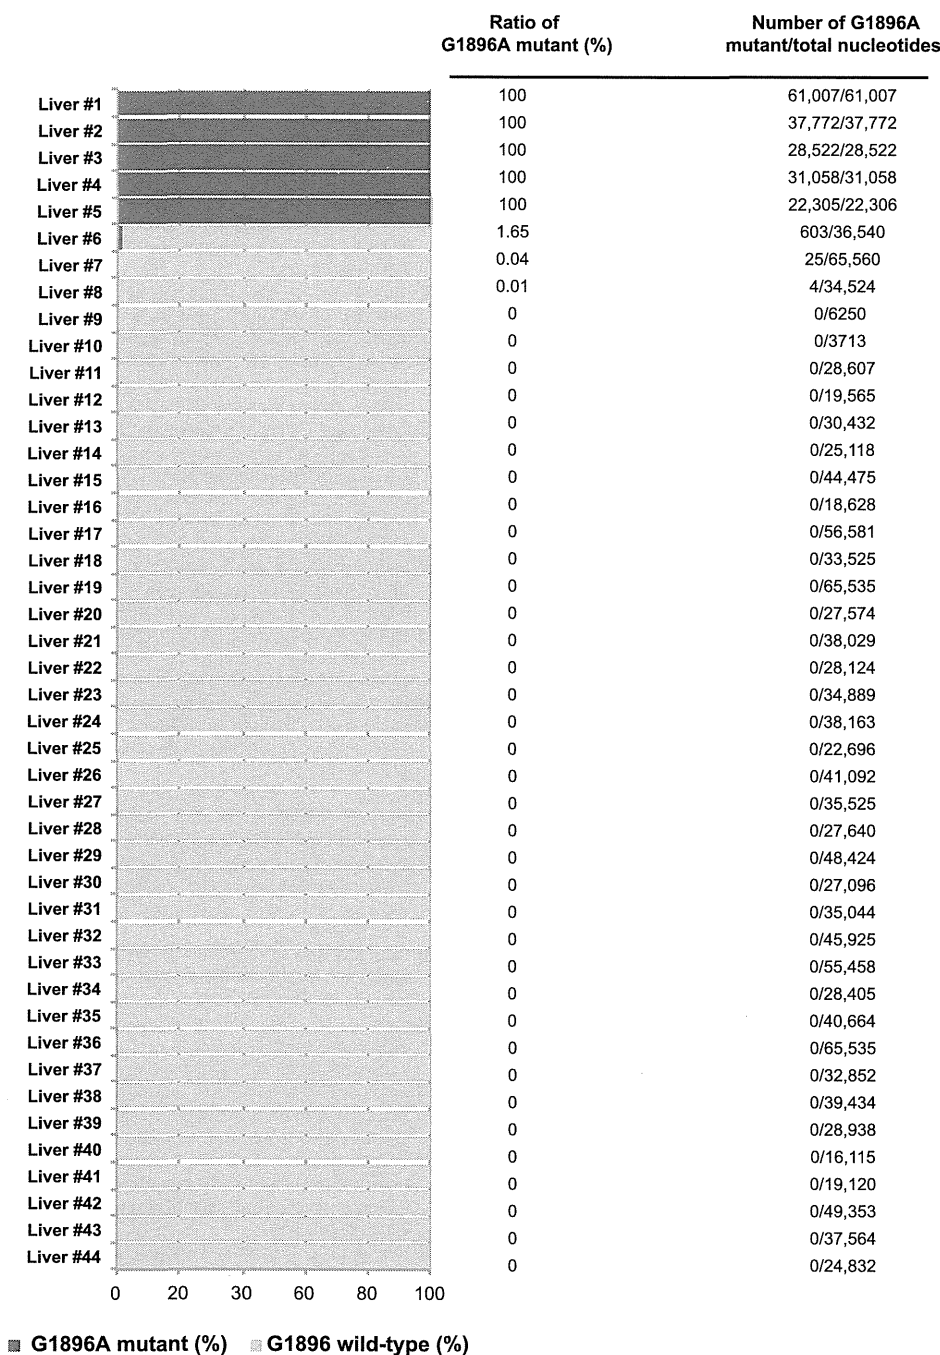 Ratio of G1896A mutant (%) Number of G1896A mutant/total nucleotides
Liver #1 100 61,007/61,007
Liver #2 100 37,772/37,772
Liver #3 100 28,522/28,522
Liver #4 100 31,058/31,058
Liver #5 100 22,305/22,306
Liver #6 1.65 603/36,540
Liver #7 0.04 25/65,560
Liver #8 0.01 4/34,524
Liver #9 0 0/6250
Liver #10 0 0/3713
Liver #11 0 0/28,607
Liver #12 0 0/19,565
Liver #13 0 0/30,432
Liver #14 0 0/25,118
Liver #15 0 0/44,475
Liver #16 0 0/18,628
Liver #17 0 0/56,581
Liver #18 0 0/33,525
Liver #19 0 0/65,535
Liver #20 0 0/27,574
Liver #21 0 0/38,029
Liver #22 0 0/28,124
Liver #23 0 0/34,889
Liver #24 0 0/38,163
Liver #25 0 0/22,696
Liver #26 0 0/41,092
Liver #27 0 0/35,525
Liver #28 0 0/27,640
Liver #29 0 0/48,424
Liver #30 0 0/27,096
Liver #31 0 0/35,044
Liver #32 0 0/45,925
Liver #33 0 0/55,458
Liver #34 0 0/28,405
Liver #35 0 0/40,664
Liver #36 0 0/65,535
Liver #37 0 0/32,852
Liver #38 0 0/39,434
Liver #39 0 0/28,938
Liver #40 0 0/16,115
Liver #41 0 0/19,120
Liver #42 0 0/49,353
Liver #43 0 0/37,564
Liver #44 0 0/24,832
0 20 30 60 80 100
G1896A mutant (%) G1896 wild-type (%)